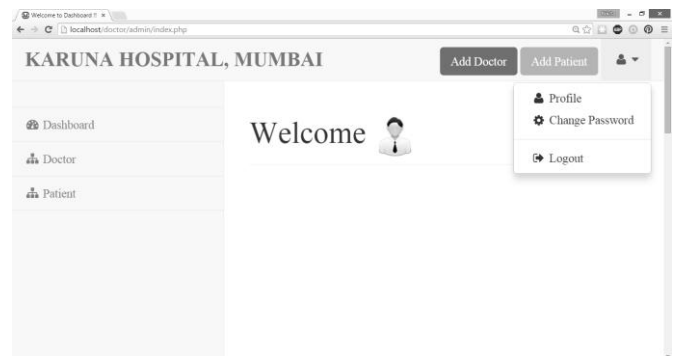 Welcome to Dashboard !!
localhost/doctor/admin/index.php
KARUNA HOSPITAL, MUMBAI
Add Doctor
Add Patient
Profile
Change Password
Logout
Dashboard
Doctor
Patient
Welcome